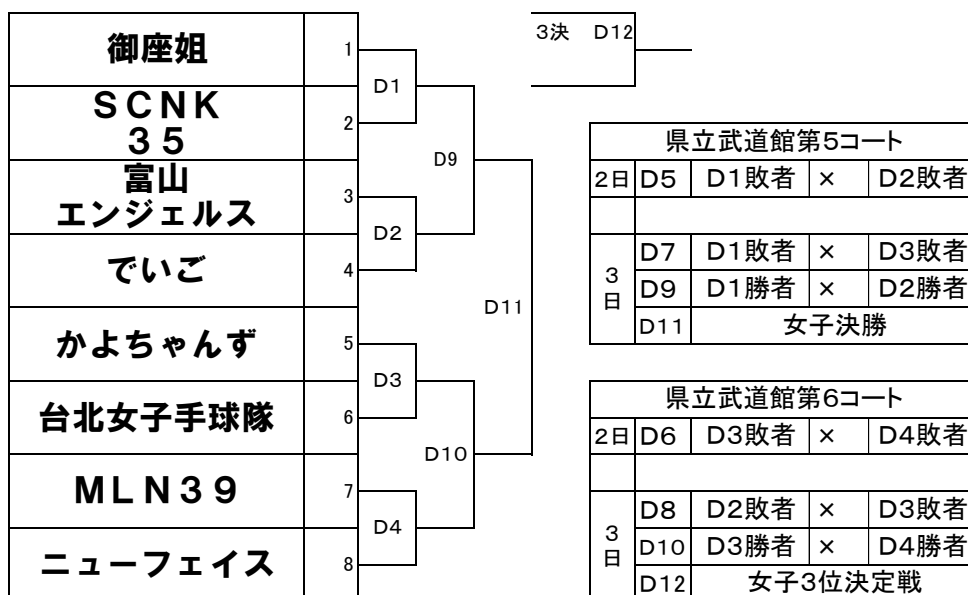 御座姐 1
SCNK
35 2
富山
エンジェルス 3
でいご 4
かよちゃんず 5
台北女子手球隊 6
MLN39 7
ニューフェイス 8
D1
D2
D3
D4
D9
D10
D11
3決 D12
県立武道館第5コート
2日 D5 D1敗者 × D2敗者
3日 D7 D1敗者 × D3敗者
D9 D1勝者 × D2勝者
D11 女子決勝
県立武道館第6コート
2日 D6 D3敗者 × D4敗者
3日 D8 D2敗者 × D3敗者
D10 D3勝者 × D4勝者
D12 女子3位決定戦